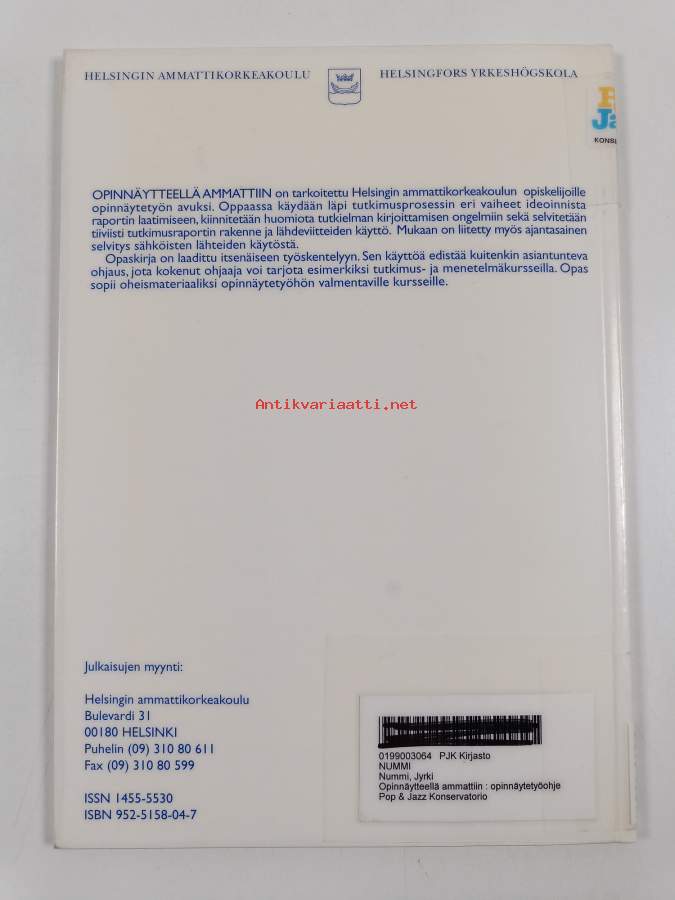 HELSINGIN AMMATTIKORKEAKOULU HELSINGFORS YRKESHÖGSKOLA
KONSE
OPINNÄYTTEELLÄ AMMATTIIN on tarkoitettu Helsingin ammattikorkeakoulun opiskelijoille
opinnäytetyön avuksi. Oppaassa käydään läpi tutkimusprosessin eri vaiheet ideoinnista
raportin laatimiseen, kiinnitetään huomiota tutkielman kirjoittamisen ongelmiin sekä selvitetään
tiiviisti tutkimusraportin rakenne ja lähdeviitteiden käyttö. Mukaan on liitetty myös ajantasainen
selvitys sähköisten lähteiden käytöstä.
Opaskirja on laadittu itsenäiseen työskentelyyn. Sen käyttöä edistää kuitenkin asiantunteva
ohjaus, jota kokenut ohjaaja voi tarjota esimerkiksi tutkimus- ja menetelmäkursseilla. Opas
sopii oheismateriaaliksi opinnäytetyöhön valmentaville kursseille.
Antikvariaatti.net
Julkaisujen myynti:
Helsingin ammattikorkeakoulu
Bulevardi 31
00180 HELSINKI
Puhelin (09) 310 80 611
Fax (09) 310 80 599
ISSN 1455-5530
ISBN 952-5158-04-7
0199003064 PJK Kirjasto
NUMMI
Nummi, Jyrki
Opinnäytteellä ammattiin : opinnäytetyöohje
Pop & Jazz Konservatorio